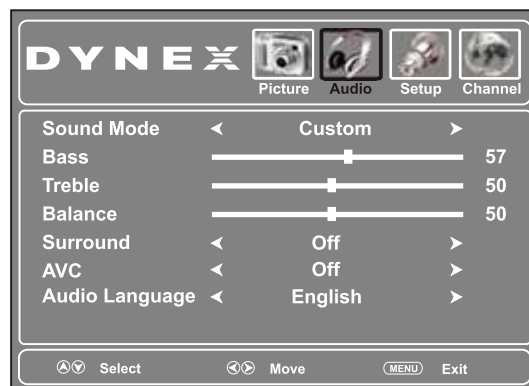 DYNEX
Picture Audio Setup Channel
Sound Mode Custom
Bass 57
Treble 50
Balance 50
Surround Off
AVC Off
Audio Language English
Select Move MENU Exit